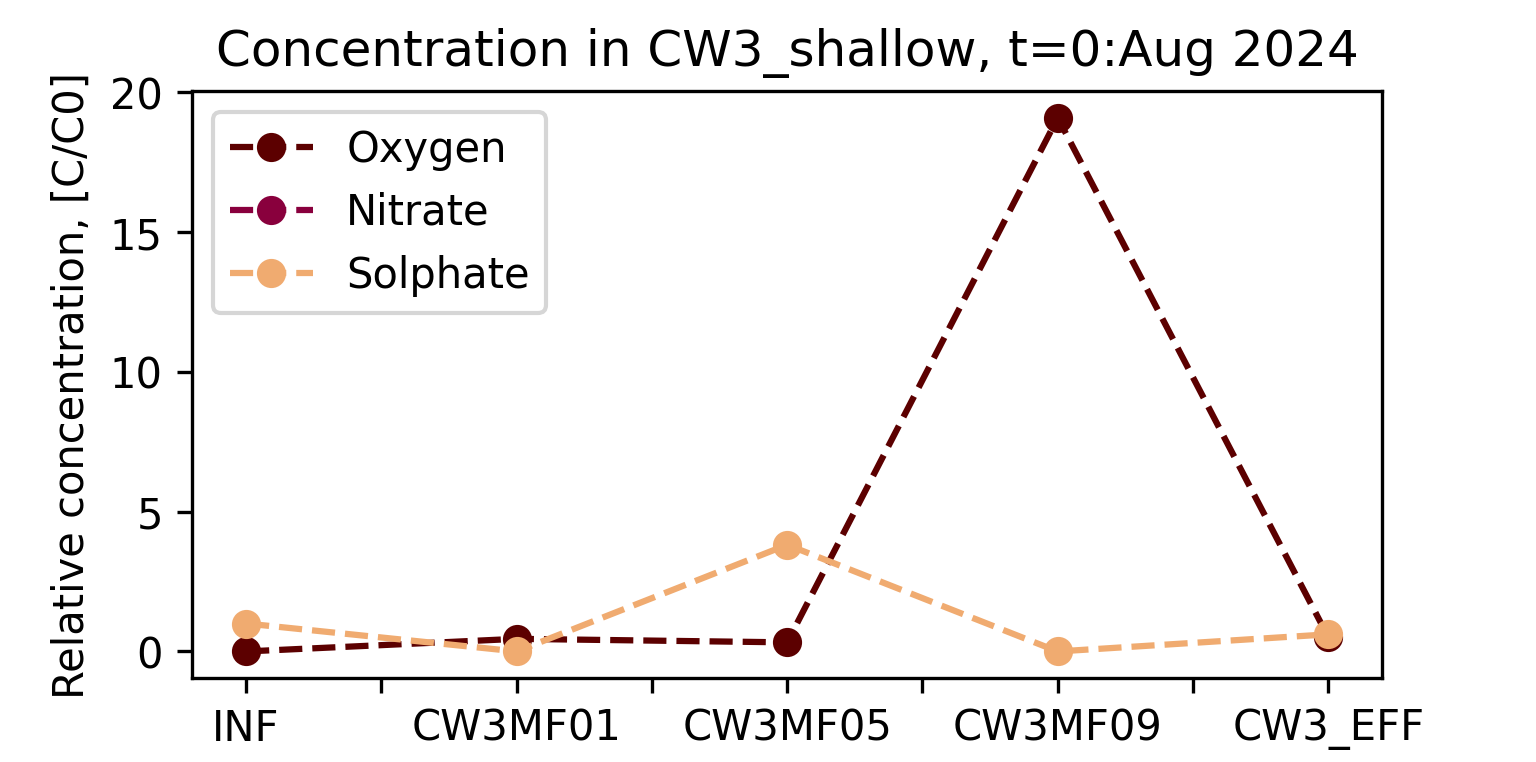 Concentration in CW3_shallow, t=0:Aug 2024
Relative concentration, [C/C0]
20
15
10
5
0
Oxygen
Nitrate
Solphate
INF CW3MF01 CW3MF05 CW3MF09 CW3_EFF